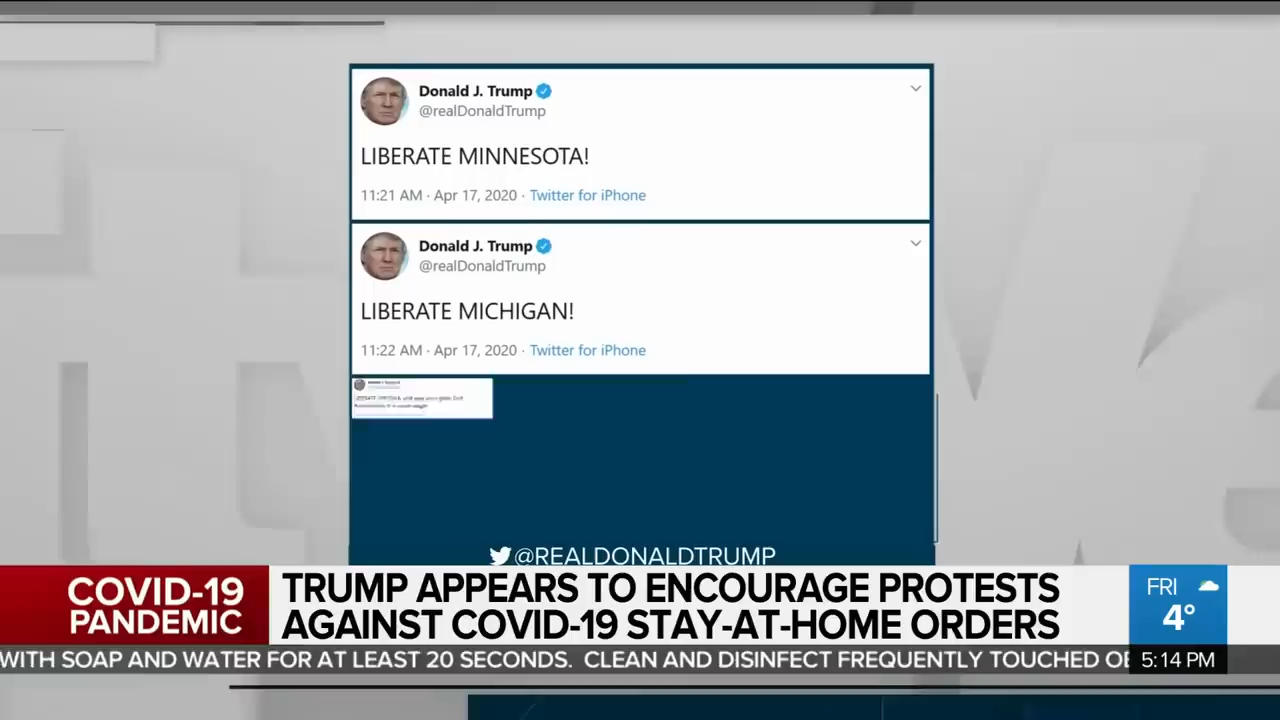 Donald J. Trump
@realDonaldTrump
LIBERATE MINNESOTA!
11:21 AM · Apr 17, 2020 · Twitter for iPhone
Donald J. Trump
@realDonaldTrump
LIBERATE MICHIGAN!
11:22 AM · Apr 17, 2020 · Twitter for iPhone
@REALDONALDTRUMP
COVID-19
PANDEMIC
TRUMP APPEARS TO ENCOURAGE PROTESTS
AGAINST COVID-19 STAY-AT-HOME ORDERS
FRI
4°
WITH SOAP AND WATER FOR AT LEAST 20 SECONDS. CLEAN AND DISINFECT FREQUENTLY TOUCHED
5:14 PM